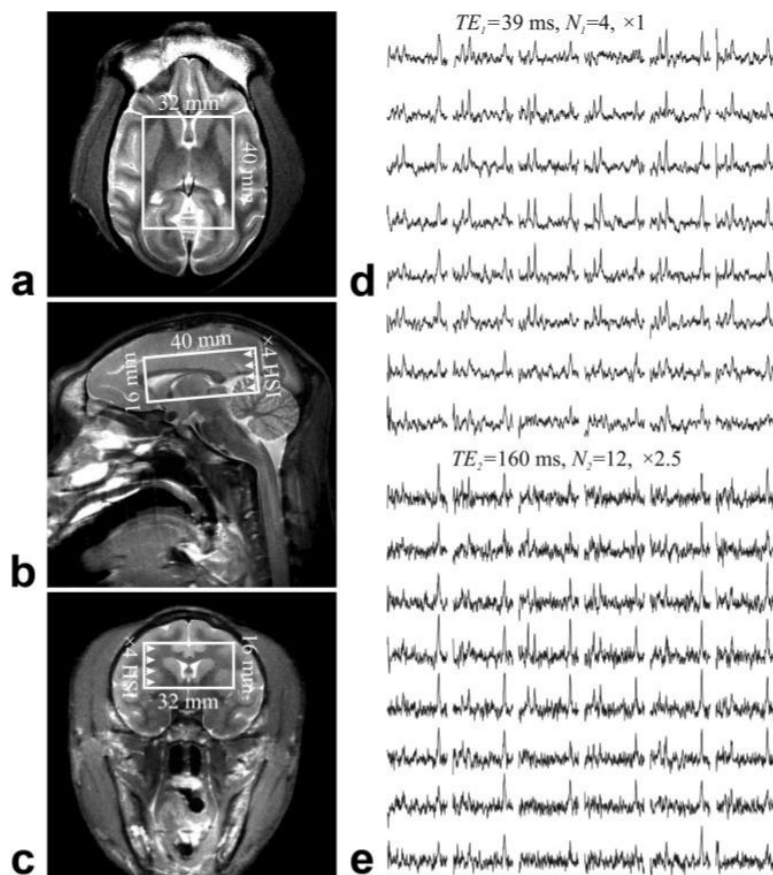 32 mm
40 mm
a
40 mm
16 mm
×4 HSI
b
×4 HSI
16 mm
32 mm
c
TE₁=39 ms, N₁=4, ×1
d
TE₂=160 ms, N₂=12, ×2.5
e